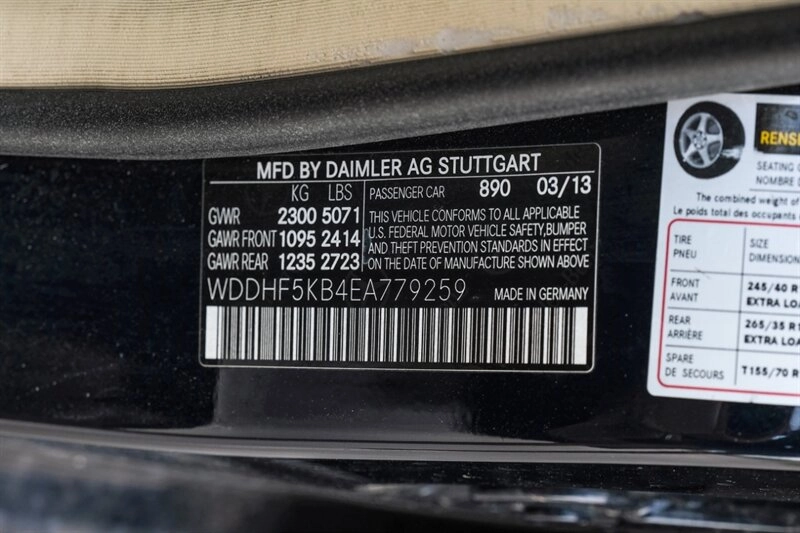 MFD BY DAIMLER AG STUTTGART
KG LBS
GVWR 2300 5071
GAWR FRONT 1095 2414
GAWR REAR 1235 2723
PASSENGER CAR 890 03/13
THIS VEHICLE CONFORMS TO ALL APPLICABLE
U.S. FEDERAL MOTOR VEHICLE SAFETY,BUMPER
AND THEFT PREVENTION STANDARDS IN EFFECT
ON THE DATE OF MANUFACTURE SHOWN ABOVE
WDDHF5KB4EA779259 MADE IN GERMANY
SEATING
NOMBRE
The combined weight of
Le poids total des occupants
TIRE SIZE
PNEU DIMENSION
FRONT 245/40
AVANT EXTRA
REAR 265/35
ARRIÈRE EXTRA
SPARE T155/70
DE SECOURS